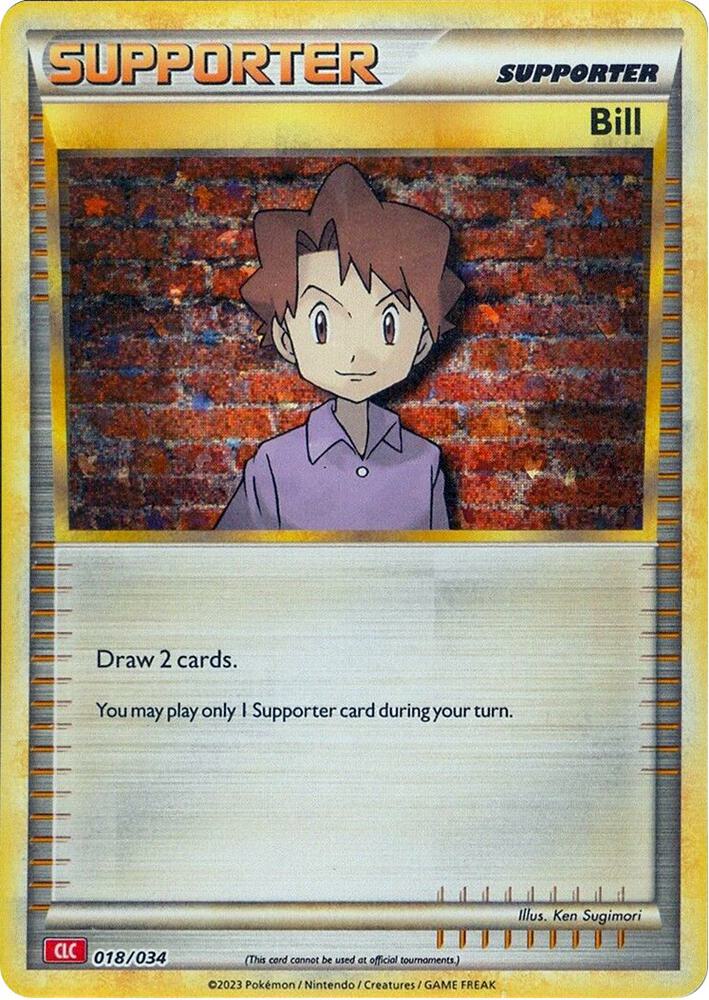 SUPPORTER
SUPPORTER
Bill
Draw 2 cards.
You may play only 1 Supporter card during your turn.
Illus. Ken Sugimori
CLC 018/034
(This card cannot be used at official tournaments.)
©2023 Pokémon / Nintendo / Creatures / GAME FREAK